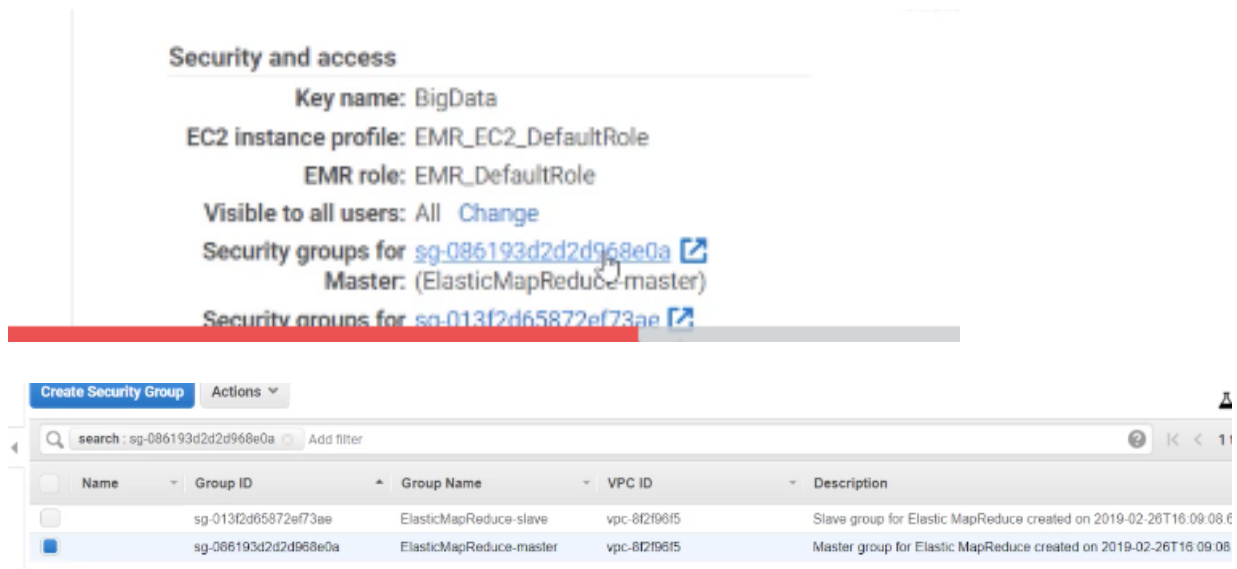 Security and access
Key name: BigData
EC2 instance profile: EMR_EC2_DefaultRole
EMR role: EMR_DefaultRole
Visible to all users: All Change
Security groups for sg-086193d2d2d968e0a
Master: (ElasticMapReduce-master)
Security groups for sg-013f2d65872ef73ae
Create Security Group Actions
search : sg-086193d2d2d968e0a Add filter 1
Name Group ID Group Name VPC ID Description
sg-013f2d65872ef73ae ElasticMapReduce-slave vpc-8f2f96f5 Slave group for Elastic MapReduce created on 2019-02-26T16:09:08.6
sg-086193d2d2d968e0a ElasticMapReduce-master vpc-8f2f96f5 Master group for Elastic MapReduce created on 2019-02-26T16:09:08